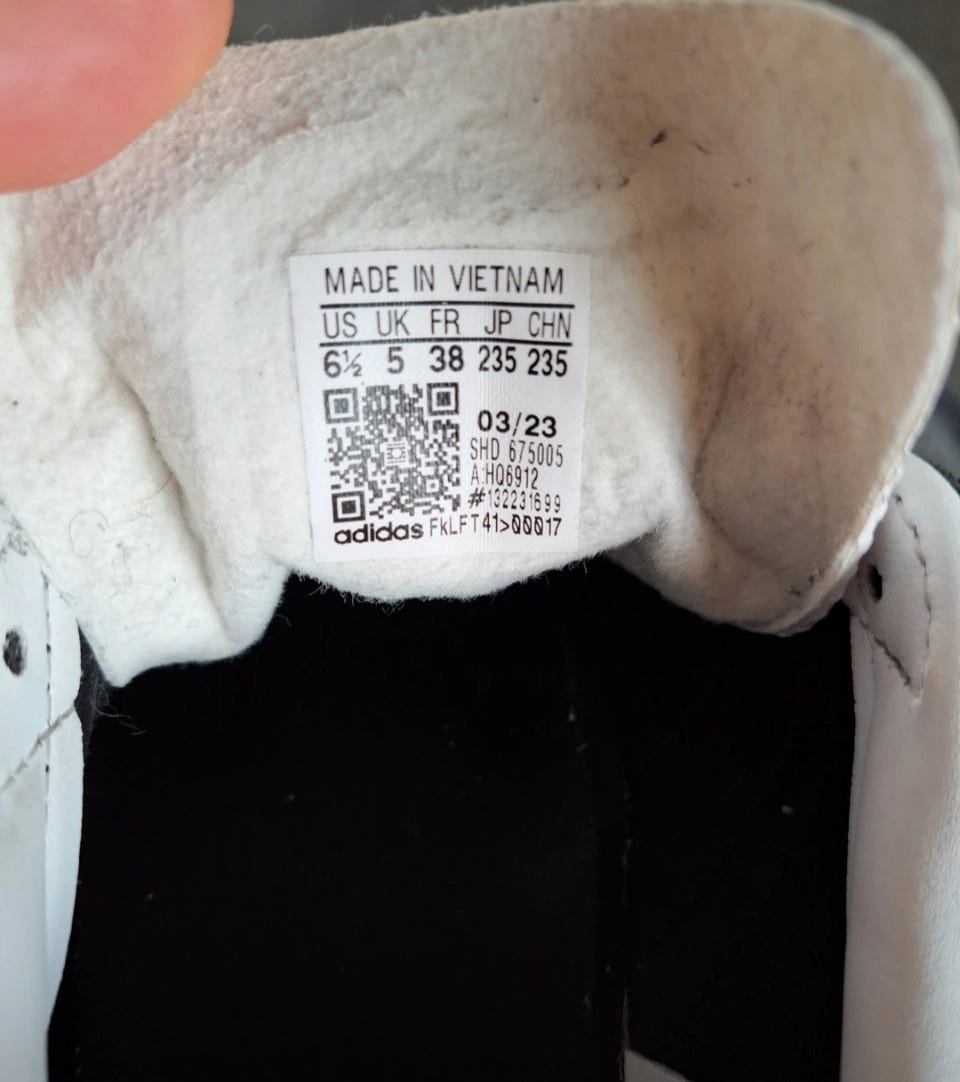 MADE IN VIETNAM
US UK FR JP CHN
6½ 5 38 235 235
03/23
SHD 675005
A:HQ6912
#132231699
adidas FkLFT41>00017